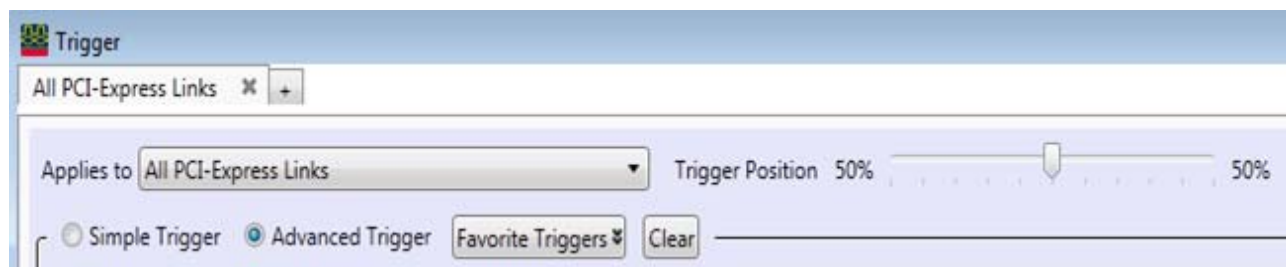 Trigger
All PCI-Express Links ✖ +
Applies to All PCI-Express Links Trigger Position 50% 50%
Simple Trigger Advanced Trigger Favorite Triggers Clear